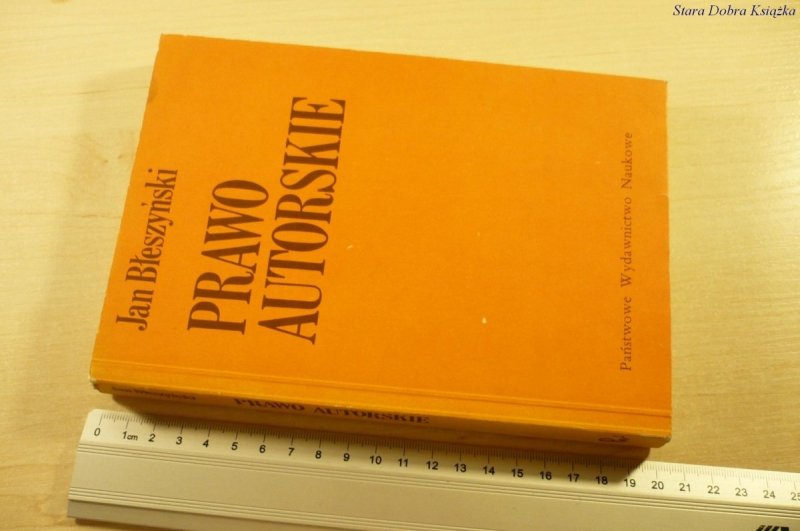 Stara Dobra Książka
Jan Błeszyński
PRAWO
AUTORSKIE
Państwowe Wydawnictwo Naukowe
Jan Błeszyński PRAWO AUTORSKIE
0 1cm 2 3 4 5 6 7 8 9 10 11 12 13 14 15 16 17 18 19 20 21 22 23 24 25